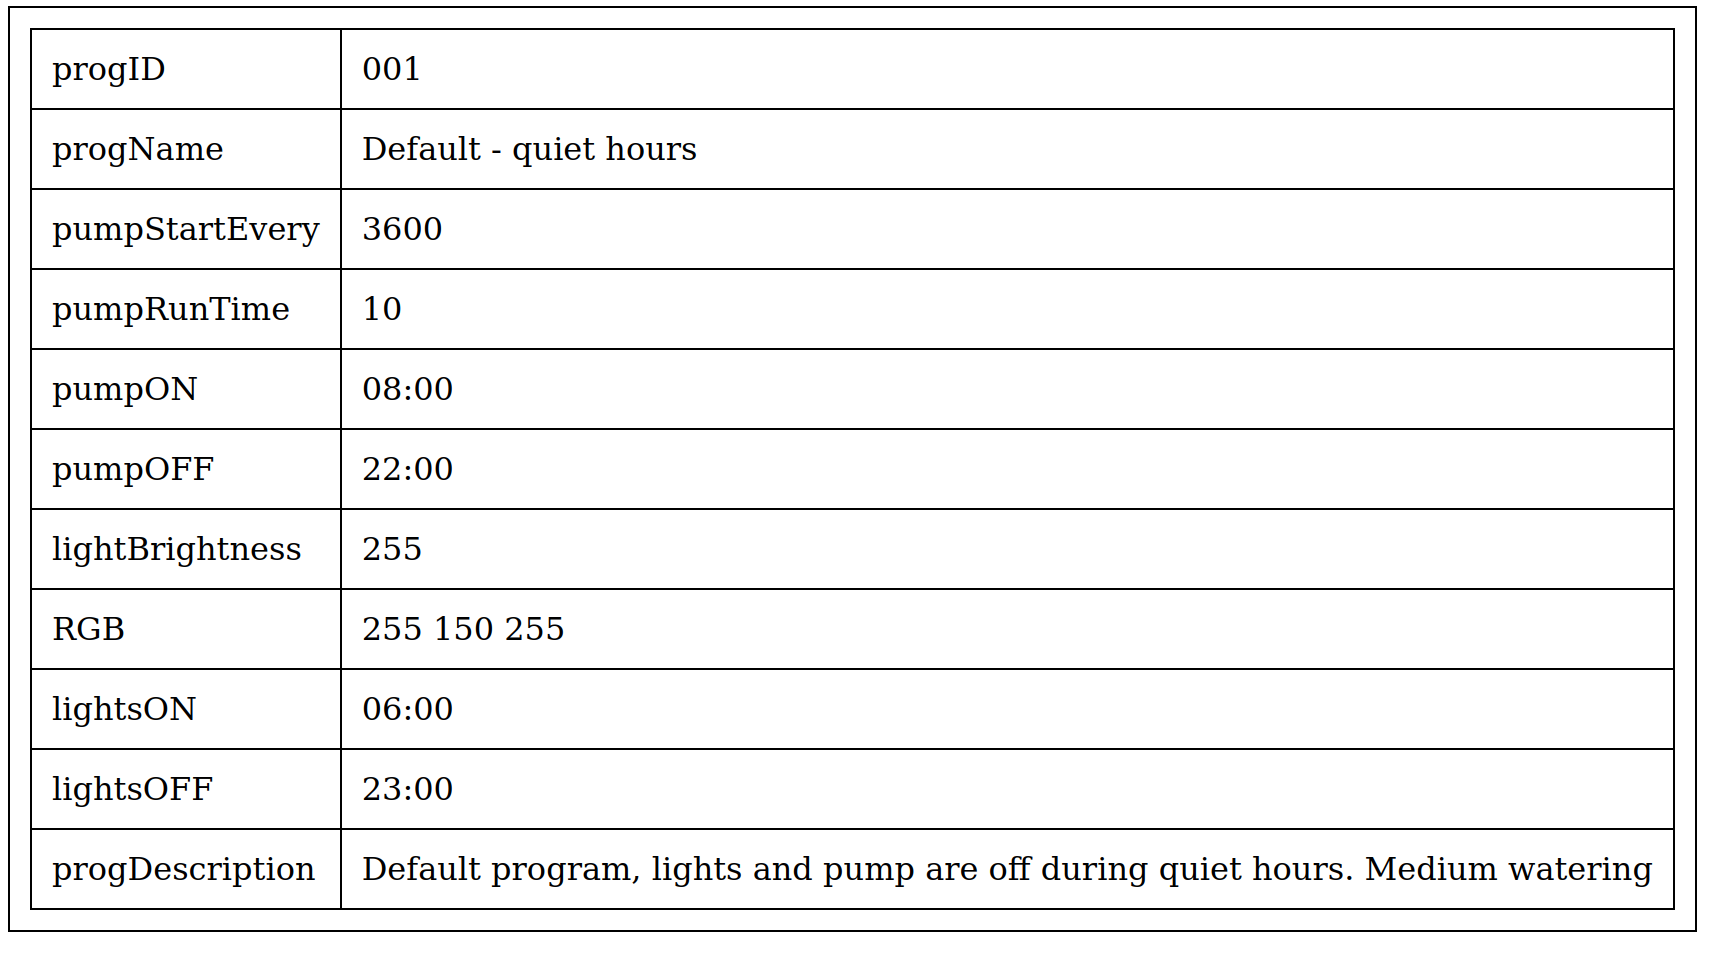 progID 001
progName Default - quiet hours
pumpStartEvery 3600
pumpRunTime 10
pumpON 08:00
pumpOFF 22:00
lightBrightness 255
RGB 255 150 255
lightsON 06:00
lightsOFF 23:00
progDescription Default program, lights and pump are off during quiet hours. Medium watering